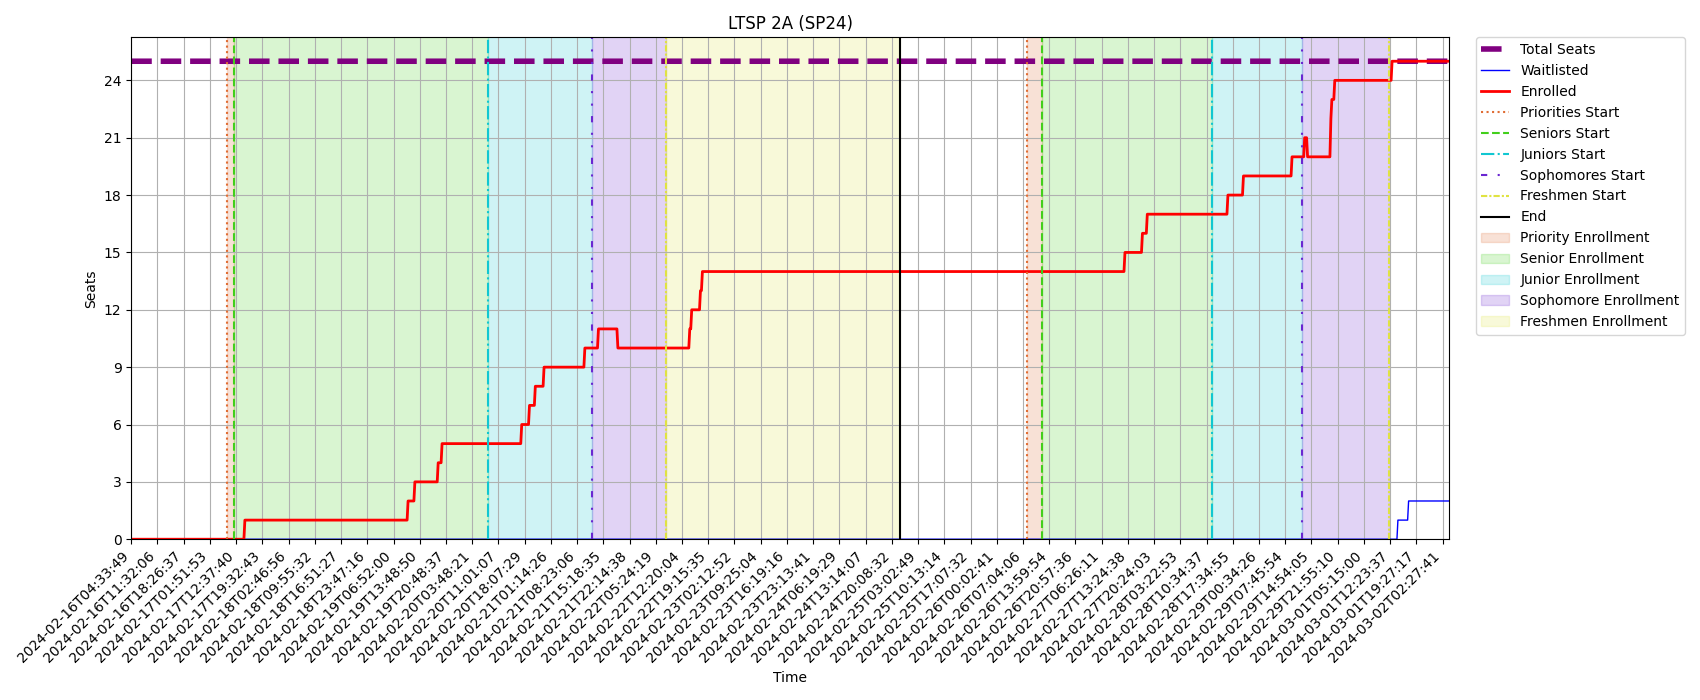 LTSP 2A (SP24)
Total Seats
Waitlisted
Enrolled
Priorities Start
Seniors Start
Juniors Start
Sophomores Start
Freshmen Start
End
Priority Enrollment
Senior Enrollment
Junior Enrollment
Sophomore Enrollment
Freshmen Enrollment
Seats
24
21
18
15
12
9
6
3
0
2024-02-16T04:33:49
2024-02-16T11:32:06
2024-02-16T18:26:37
2024-02-17T01:51:53
2024-02-17T12:37:40
2024-02-17T19:32:43
2024-02-18T02:46:56
2024-02-18T09:55:32
2024-02-18T16:51:27
2024-02-18T23:47:16
2024-02-19T06:52:00
2024-02-19T13:48:50
2024-02-19T20:48:37
2024-02-20T03:48:21
2024-02-20T11:01:07
2024-02-20T18:07:29
2024-02-21T01:14:26
2024-02-21T08:23:06
2024-02-21T15:18:35
2024-02-21T22:14:38
2024-02-22T05:24:19
2024-02-22T12:20:04
2024-02-22T19:15:35
2024-02-23T02:12:52
2024-02-23T09:25:04
2024-02-23T16:19:16
2024-02-23T23:13:41
2024-02-24T06:19:29
2024-02-24T13:14:07
2024-02-24T20:08:32
2024-02-25T03:02:49
2024-02-25T10:13:14
2024-02-25T17:07:32
2024-02-26T00:02:41
2024-02-26T07:04:06
2024-02-26T13:59:54
2024-02-26T20:57:36
2024-02-27T06:26:11
2024-02-27T13:24:38
2024-02-27T20:24:03
2024-02-28T03:22:53
2024-02-28T10:34:37
2024-02-28T17:34:55
2024-02-29T00:34:26
2024-02-29T07:45:54
2024-02-29T14:54:05
2024-02-29T21:55:10
2024-03-01T05:15:00
2024-03-01T12:23:37
2024-03-01T19:27:17
2024-03-02T02:27:41
Time